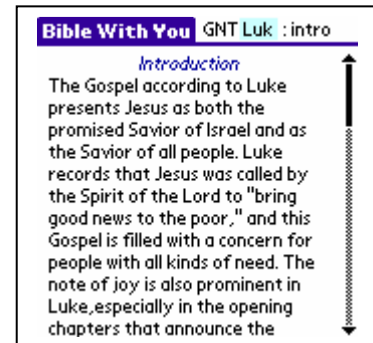 Bible With You GNT Luk : intro
Introduction
The Gospel according to Luke
presents Jesus as both the
promised Savior of Israel and as
the Savior of all people. Luke
records that Jesus was called by
the Spirit of the Lord to "bring
good news to the poor," and this
Gospel is filled with a concern for
people with all kinds of need. The
note of joy is also prominent in
Luke,especially in the opening
chapters that announce the